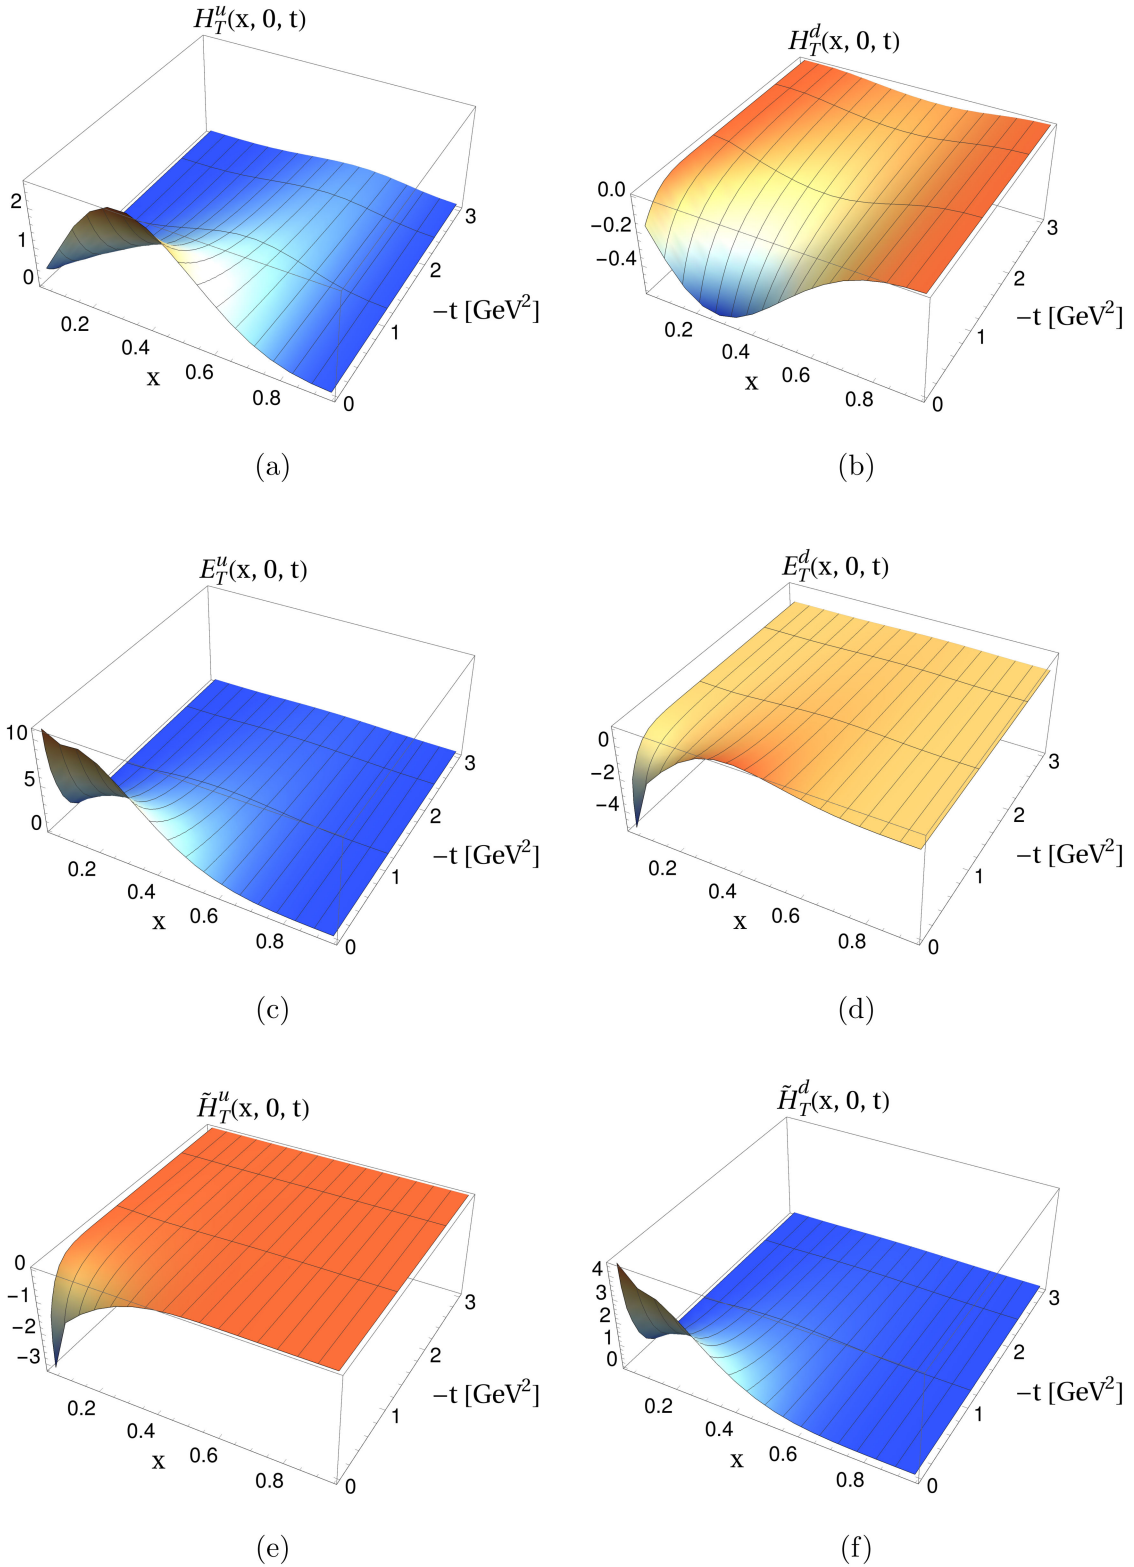 H_T^u(x, 0, t)
2
1
0
0.2
0.4
0.6
0.8
x
0
1
2
3
−t [GeV²]
(a)
H_T^d(x, 0, t)
0.0
−0.2
−0.4
0.2
0.4
0.6
0.8
x
0
1
2
3
−t [GeV²]
(b)
E_T^u(x, 0, t)
10
5
0
0.2
0.4
0.6
0.8
x
0
1
2
3
−t [GeV²]
(c)
E_T^d(x, 0, t)
0
−2
−4
0.2
0.4
0.6
0.8
x
0
1
2
3
−t [GeV²]
(d)
H̃_T^u(x, 0, t)
0
−1
−2
−3
0.2
0.4
0.6
0.8
x
0
1
2
3
−t [GeV²]
(e)
H̃_T^d(x, 0, t)
4
3
2
1
0
0.2
0.4
0.6
0.8
x
0
1
2
3
−t [GeV²]
(f)